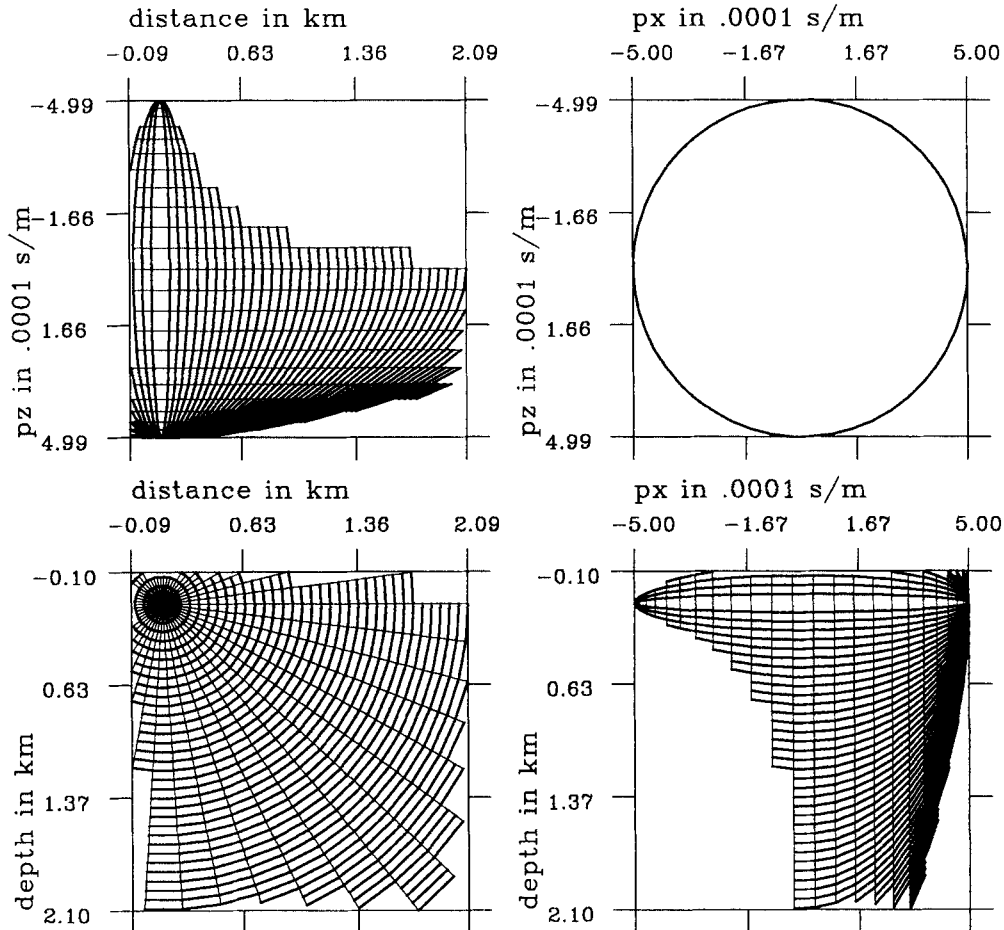 distance in km
-0.09 0.63 1.36 2.09
pz in .0001 s/m
-4.99
-1.66
1.66
4.99
px in .0001 s/m
-5.00 -1.67 1.67 5.00
pz in .0001 s/m
-4.99
-1.66
1.66
4.99
distance in km
-0.09 0.63 1.36 2.09
depth in km
-0.10
0.63
1.37
2.10
px in .0001 s/m
-5.00 -1.67 1.67 5.00
depth in km
-0.10
0.63
1.37
2.10